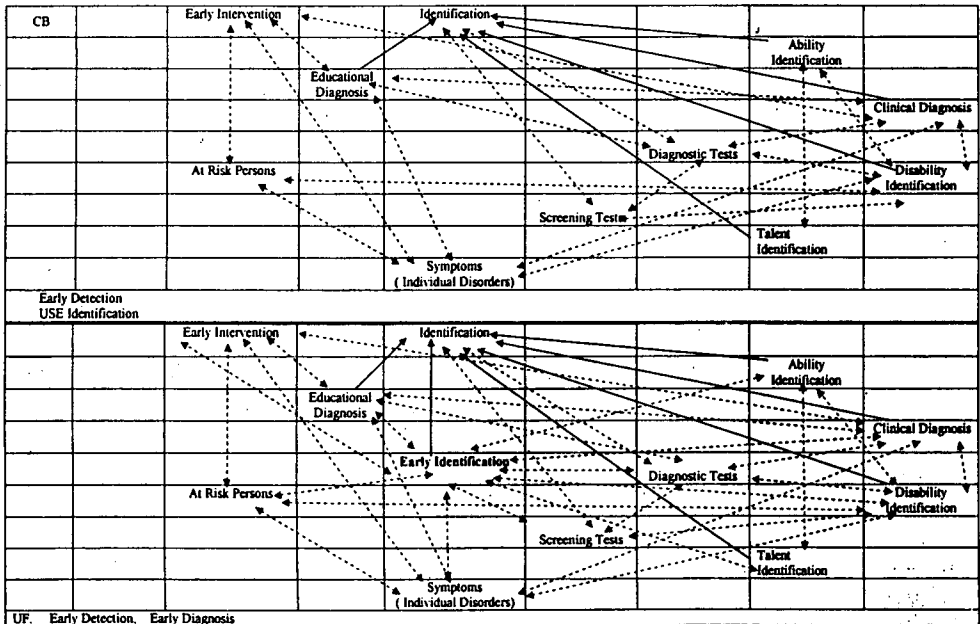 CB
Early Intervention
Identification
Ability
Identification
Educational
Diagnosis
Clinical Diagnosis
Diagnostic Tests
At Risk Persons
Disability
Identification
Screening Tests
Talent
Identification
Symptoms
( Individual Disorders)
Early Detection
USE Identification
Early Intervention
Identification
Ability
Identification
Educational
Diagnosis
Clinical Diagnosis
Early Identification
Diagnostic Tests
At Risk Persons
Disability
Identification
Screening Tests
Talent
Identification
Symptoms
( Individual Disorders)
UF. Early Detection, Early Diagnosis